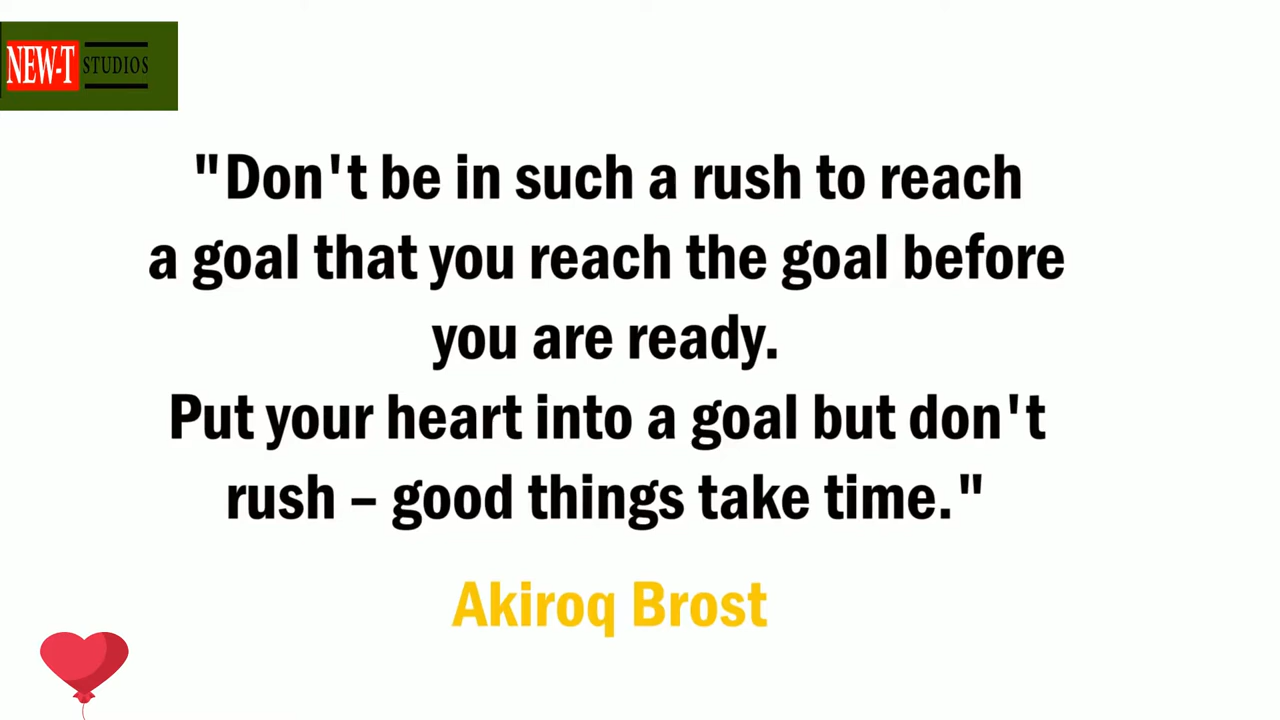 NEW-T STUDIOS
"Don't be in such a rush to reach
a goal that you reach the goal before
you are ready.
Put your heart into a goal but don't
rush – good things take time."
Akiroq Brost